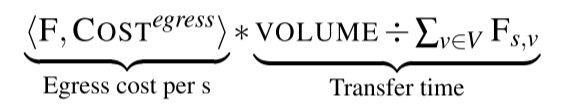 ⟨F, COST^{egress}⟩ ∗ VOLUME ÷ ∑_{v∈V} F_{s,v}
Egress cost per s Transfer time